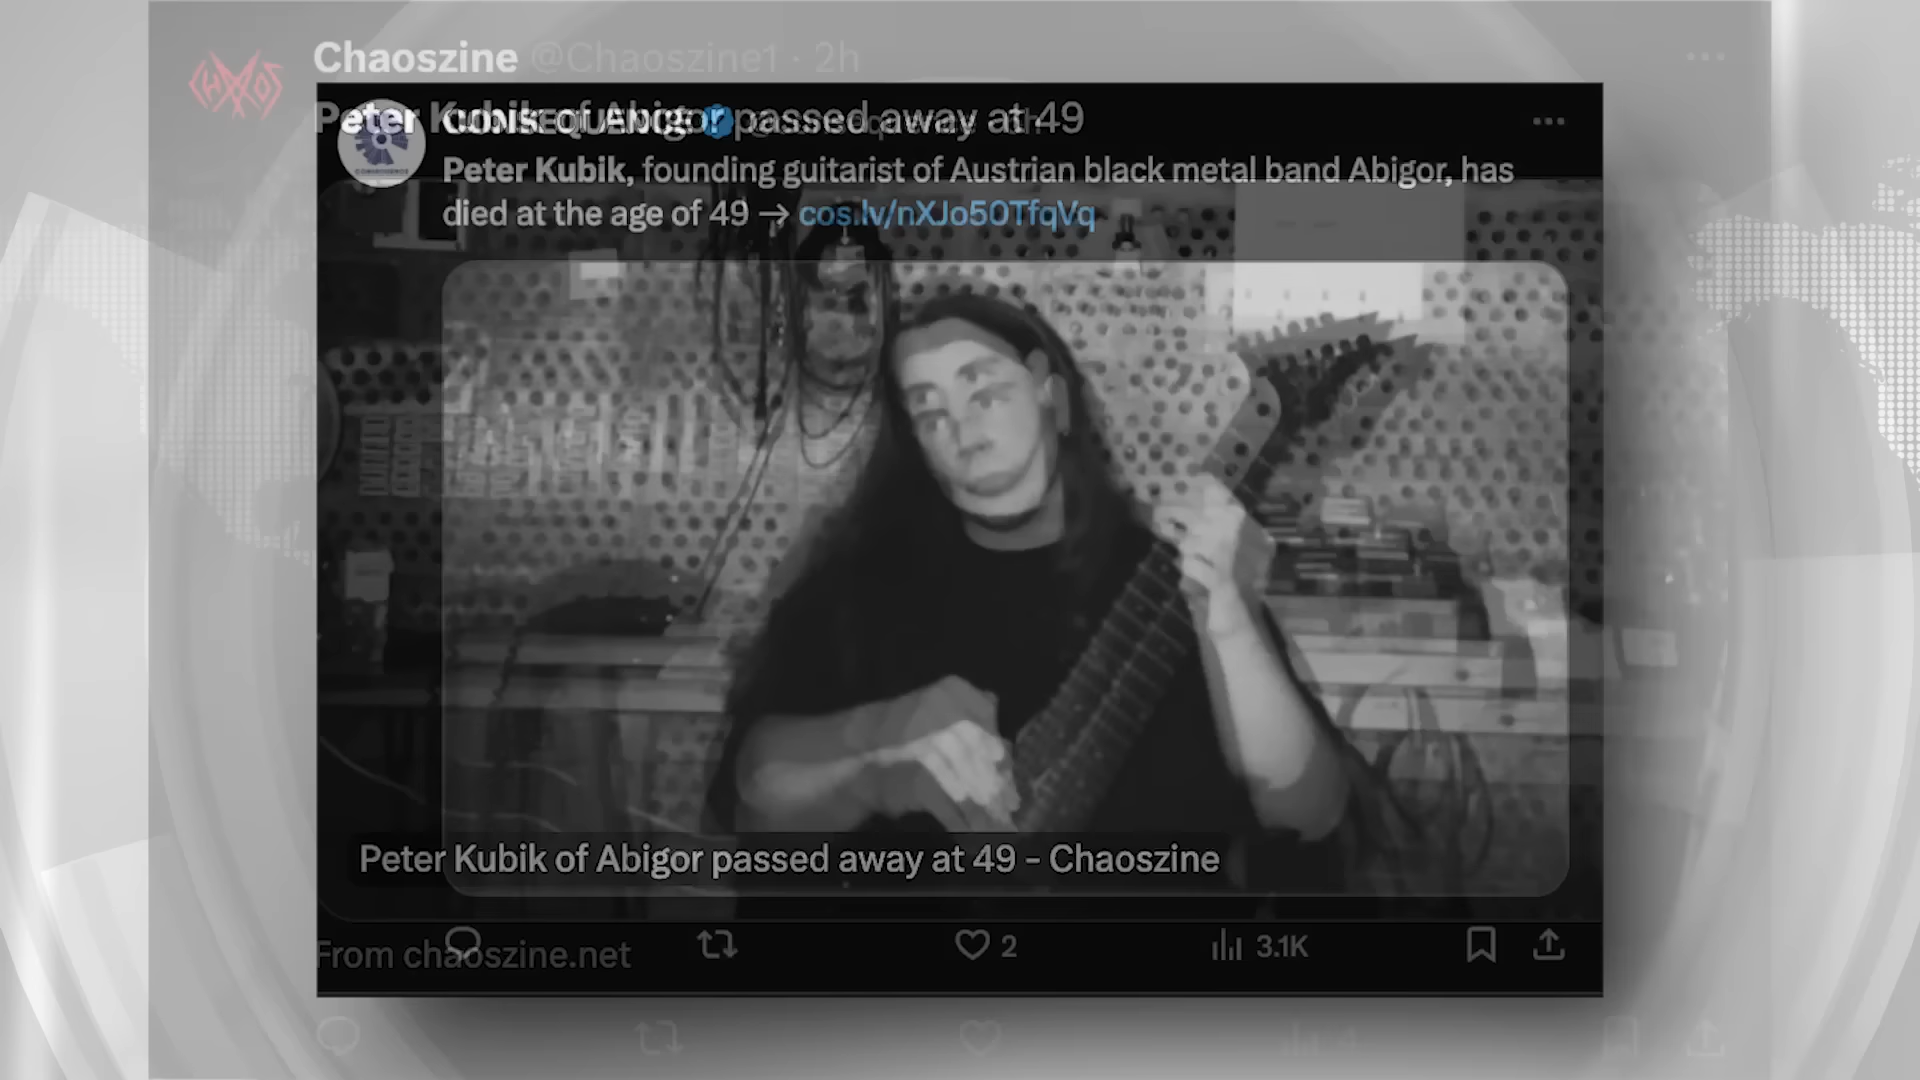 CHAOS
Chaoszine @Chaoszine1 · 2h
Peter Kubik of Abigor passed away at 49
CONSEQUENCE
Peter Kubik, founding guitarist of Austrian black metal band Abigor, has
died at the age of 49 → cos.lv/nXJo50TfqVq
Peter Kubik of Abigor passed away at 49 - Chaoszine
From chaoszine.net
2
3.1K